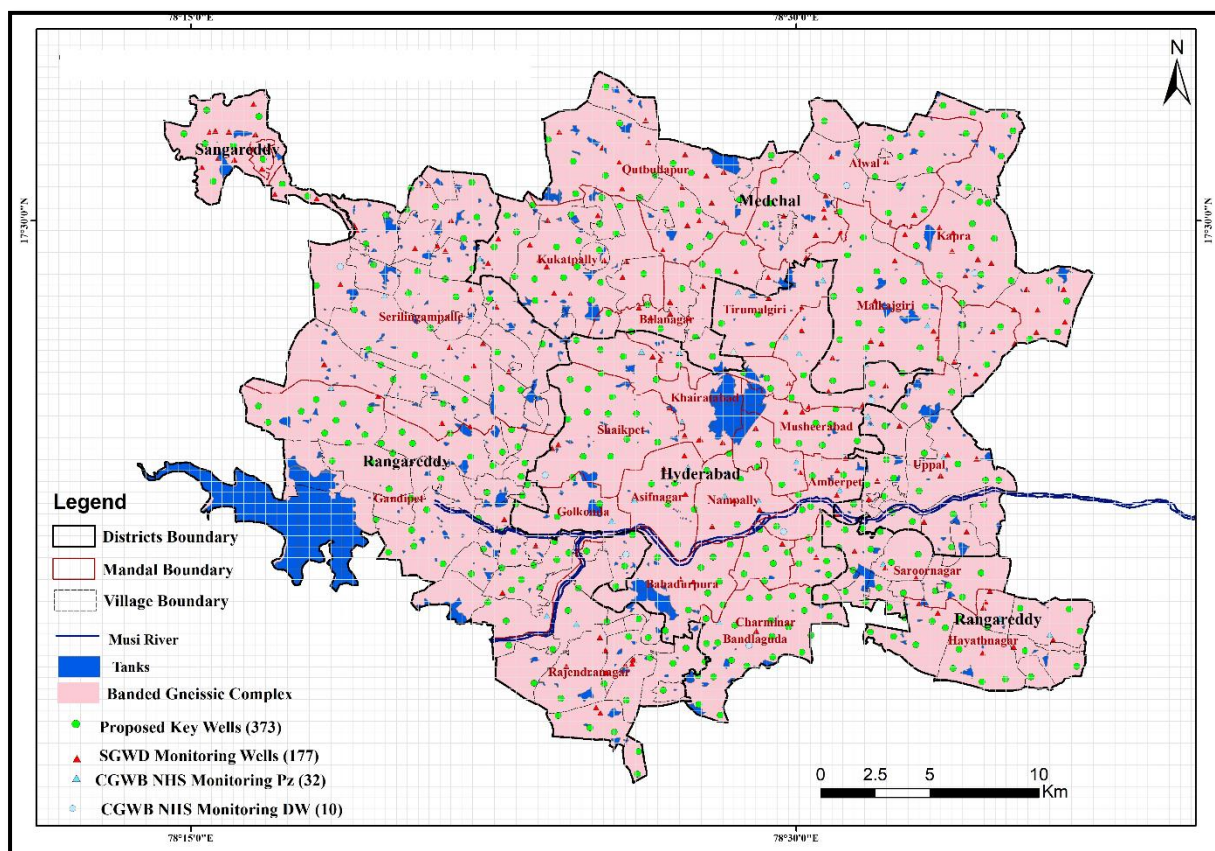 78°15'0"E
78°30'0"E
N
17°30'0"N
17°30'0"N
Sangareddy
Qutbullapur
Alwal
Medchal
Kapra
Kukatpally
Serilingampalle
Balanagar
Tirumalgiri
Malkajgiri
Khairatabad
Shaikpet
Musheerabad
Rangareddy
Hyderabad
Uppal
Gandipet
Asifnagar
Nampally
Amberpet
Golkonda
Bahadurpura
Saroornagar
Charminar
Bandlaguda
Rangareddy
Hayathnagar
Rajendranagar
Legend
Districts Boundary
Mandal Boundary
Village Boundary
Musi River
Tanks
Banded Gneissic Complex
Proposed Key Wells (373)
SGWD Monitoring Wells (177)
CGWB NHS Monitoring Pz (32)
CGWB NHS Monitoring DW (10)
0 2.5 5 10
Km
78°15'0"E
78°30'0"E